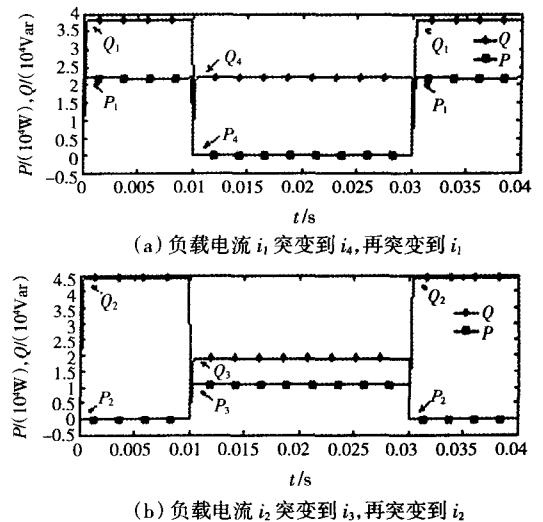 P/(10⁴W),Q/(10⁴Var)
4
3.5
3
2.5
2
1.5
1
0.5
0
−0.5
Q₁
P₁
Q₄
P₄
Q₁
P₁
Q
P
0 0.005 0.01 0.015 0.02 0.025 0.03 0.035 0.04
t/s
(a) 负载电流 i₁ 突变到 i₄,再突变到 i₁
P/(10⁴W),Q/(10⁴Var)
4.5
3.5
3
2.5
2
1.5
1
0.5
0
−0.5
Q₂
P₂
Q₃
P₃
Q₂
P₂
Q
P
0 0.005 0.01 0.015 0.02 0.025 0.03 0.035 0.04
t/s
(b) 负载电流 i₂ 突变到 i₃,再突变到 i₂